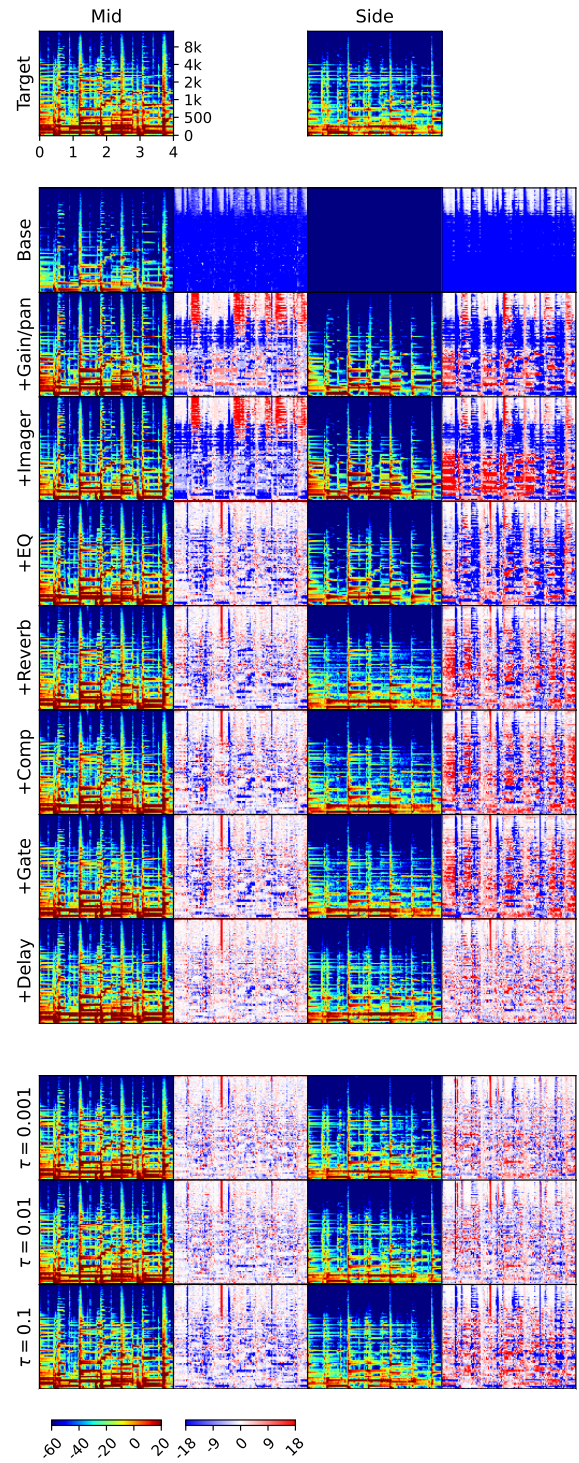 Mid Side
Target
8k
4k
2k
1k
500
0
0 1 2 3 4
Base
+Gain/pan
+Imager
+EQ
+Reverb
+Comp
+Gate
+Delay
τ = 0.001
τ = 0.01
τ = 0.1
-60 -40 -20 0 20 -18 -9 0 9 18